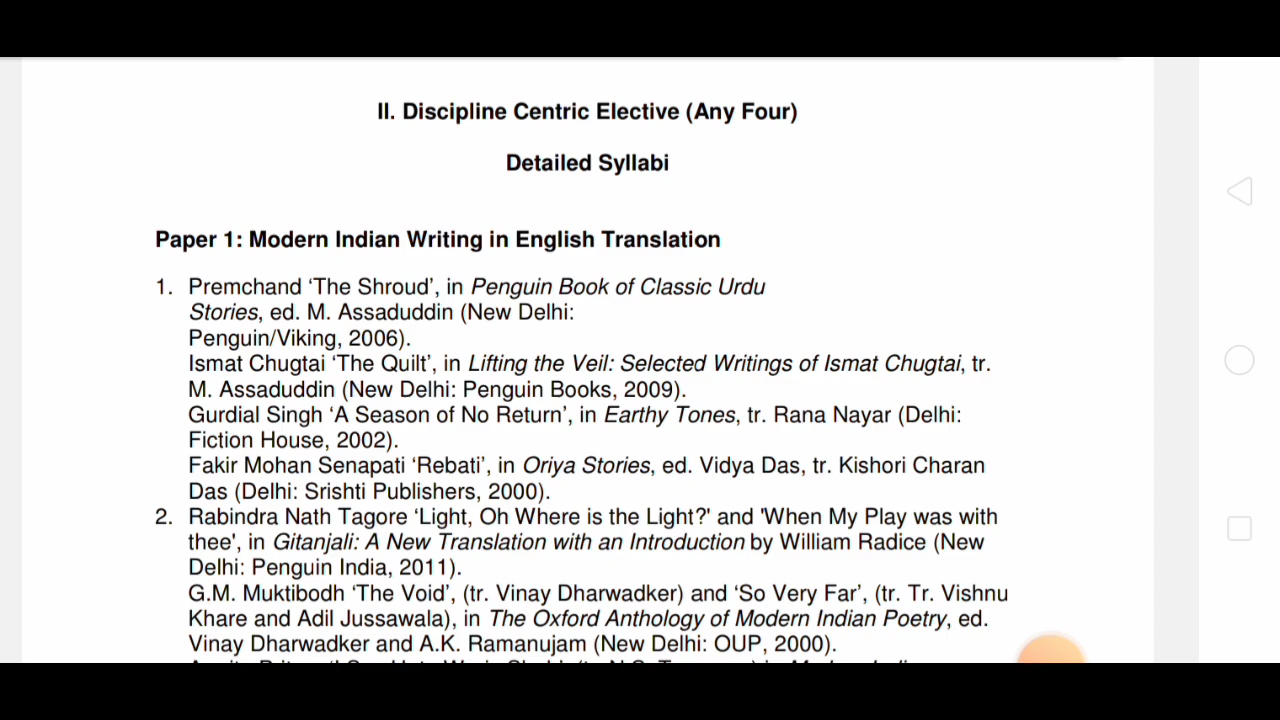 II. Discipline Centric Elective (Any Four)
Detailed Syllabi
Paper 1: Modern Indian Writing in English Translation
1. Premchand ‘The Shroud’, in Penguin Book of Classic Urdu
Stories, ed. M. Assaduddin (New Delhi:
Penguin/Viking, 2006).
Ismat Chugtai ‘The Quilt’, in Lifting the Veil: Selected Writings of Ismat Chugtai, tr.
M. Assaduddin (New Delhi: Penguin Books, 2009).
Gurdial Singh ‘A Season of No Return’, in Earthy Tones, tr. Rana Nayar (Delhi:
Fiction House, 2002).
Fakir Mohan Senapati ‘Rebati’, in Oriya Stories, ed. Vidya Das, tr. Kishori Charan
Das (Delhi: Srishti Publishers, 2000).
2. Rabindra Nath Tagore ‘Light, Oh Where is the Light?' and 'When My Play was with
thee', in Gitanjali: A New Translation with an Introduction by William Radice (New
Delhi: Penguin India, 2011).
G.M. Muktibodh ‘The Void’, (tr. Vinay Dharwadker) and ‘So Very Far’, (tr. Tr. Vishnu
Khare and Adil Jussawala), in The Oxford Anthology of Modern Indian Poetry, ed.
Vinay Dharwadker and A.K. Ramanujam (New Delhi: OUP, 2000).